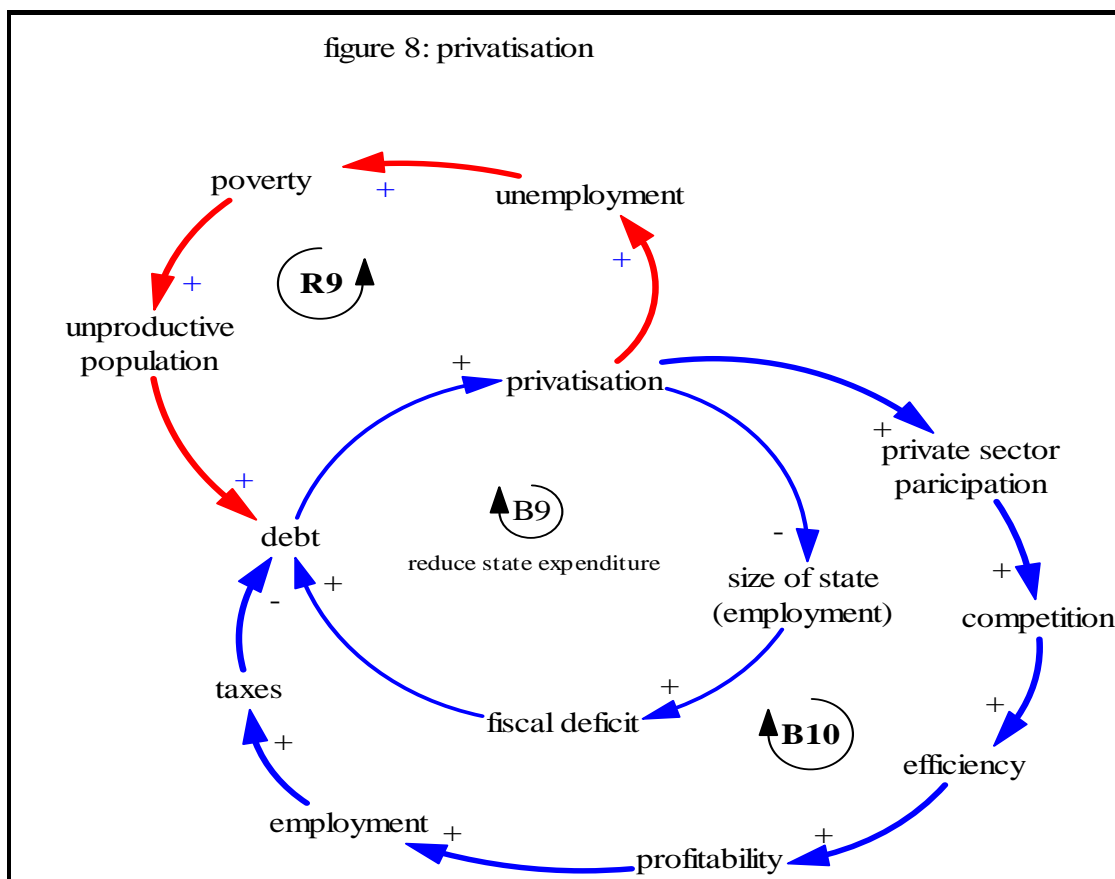 figure 8: privatisation
poverty
+
unemployment
+
R9
+
unproductive
population
+
privatisation
+
+
private sector
paricipation
+
debt
B9
reduce state expenditure
-
size of state
(employment)
+
-
+
competition
taxes
+
fiscal deficit
+
B10
+
efficiency
employment
+
+
profitability